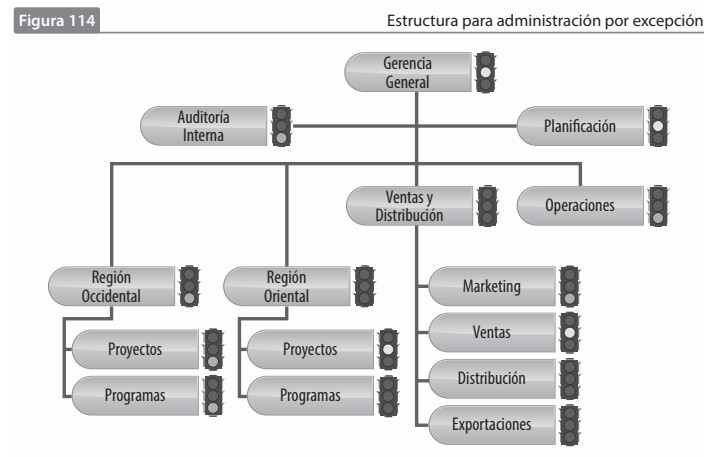 Figura 114
Estructura para administración por excepción
Gerencia
General
Auditoría
Interna
Planificación
Ventas y
Distribución
Operaciones
Región
Occidental
Región
Oriental
Marketing
Proyectos
Proyectos
Ventas
Programas
Programas
Distribución
Exportaciones